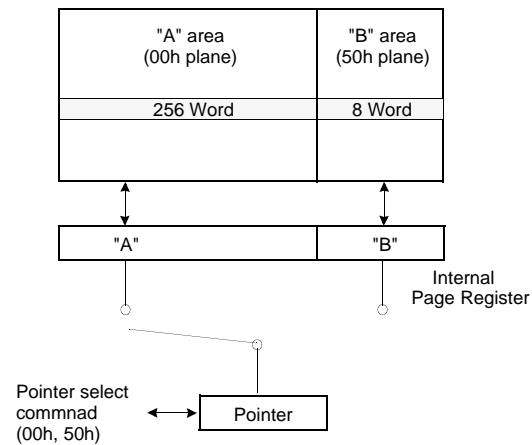 "A" area
(00h plane)
"B" area
(50h plane)
256 Word
8 Word
"A"
"B"
Internal
Page Register
Pointer select
commnad
(00h, 50h)
Pointer